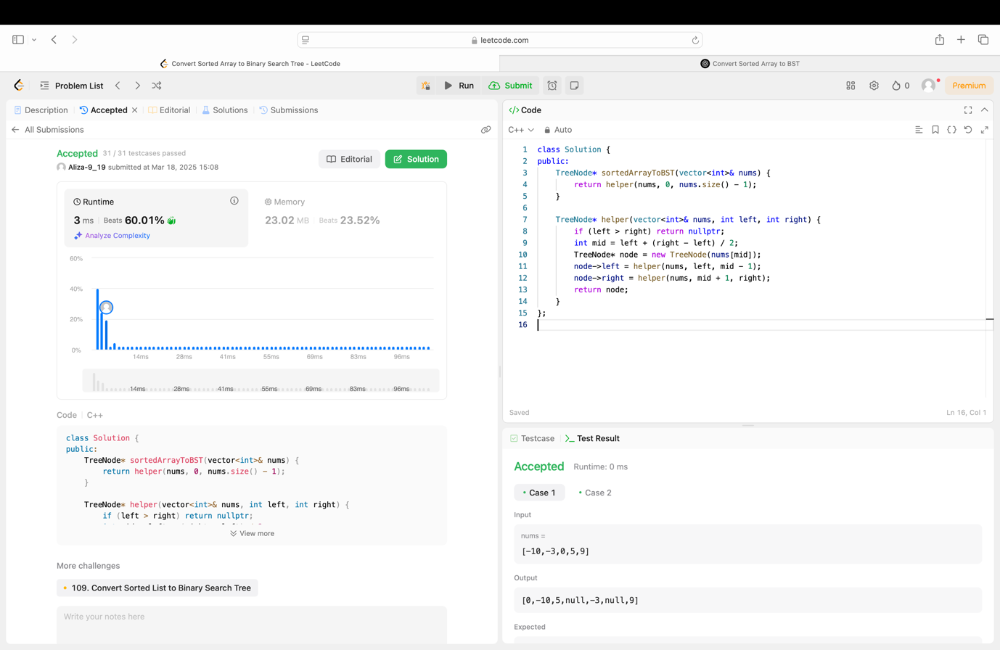 leetcode.com
Convert Sorted Array to Binary Search Tree - LeetCode
Convert Sorted Array to BST
Problem List
Run
Submit
0
Premium
Description
Accepted
Editorial
Solutions
Submissions
All Submissions
Accepted 31 / 31 testcases passed
Aliza-9_19 submitted at Mar 18, 2025 15:08
Editorial
Solution
Runtime
3 ms Beats 60.01%
Analyze Complexity
Memory
23.02 MB Beats 23.52%
60%
40%
20%
0%
14ms 28ms 41ms 55ms 69ms 83ms 96ms
14ms 28ms 41ms 55ms 69ms 83ms 96ms
Code C++
class Solution {
public:
    TreeNode* sortedArrayToBST(vector<int>& nums) {
        return helper(nums, 0, nums.size() - 1);
    }
    TreeNode* helper(vector<int>& nums, int left, int right) {
        if (left > right) return nullptr;
View more
More challenges
109. Convert Sorted List to Binary Search Tree
Write your notes here
</> Code
C++ Auto
1 class Solution {
2 public:
3     TreeNode* sortedArrayToBST(vector<int>& nums) {
4         return helper(nums, 0, nums.size() - 1);
5     }
6
7     TreeNode* helper(vector<int>& nums, int left, int right) {
8         if (left > right) return nullptr;
9         int mid = left + (right - left) / 2;
10         TreeNode* node = new TreeNode(nums[mid]);
11         node->left = helper(nums, left, mid - 1);
12         node->right = helper(nums, mid + 1, right);
13         return node;
14     }
15 };
16
Saved
Ln 16, Col 1
Testcase
Test Result
Accepted Runtime: 0 ms
Case 1
Case 2
Input
nums =
[-10,-3,0,5,9]
Output
[0,-10,5,null,-3,null,9]
Expected